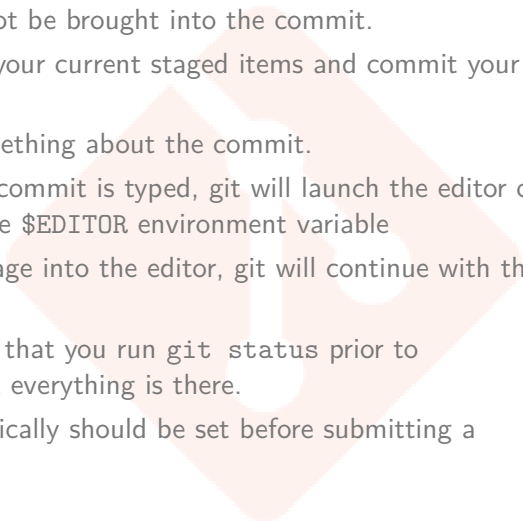 ot be brought into the commit.
your current staged items and commit your
ething about the commit.
commit is typed, git will launch the editor
e $EDITOR environment variable
age into the editor, git will continue with th
that you run git status prior to
everything is there.
ically should be set before submitting a